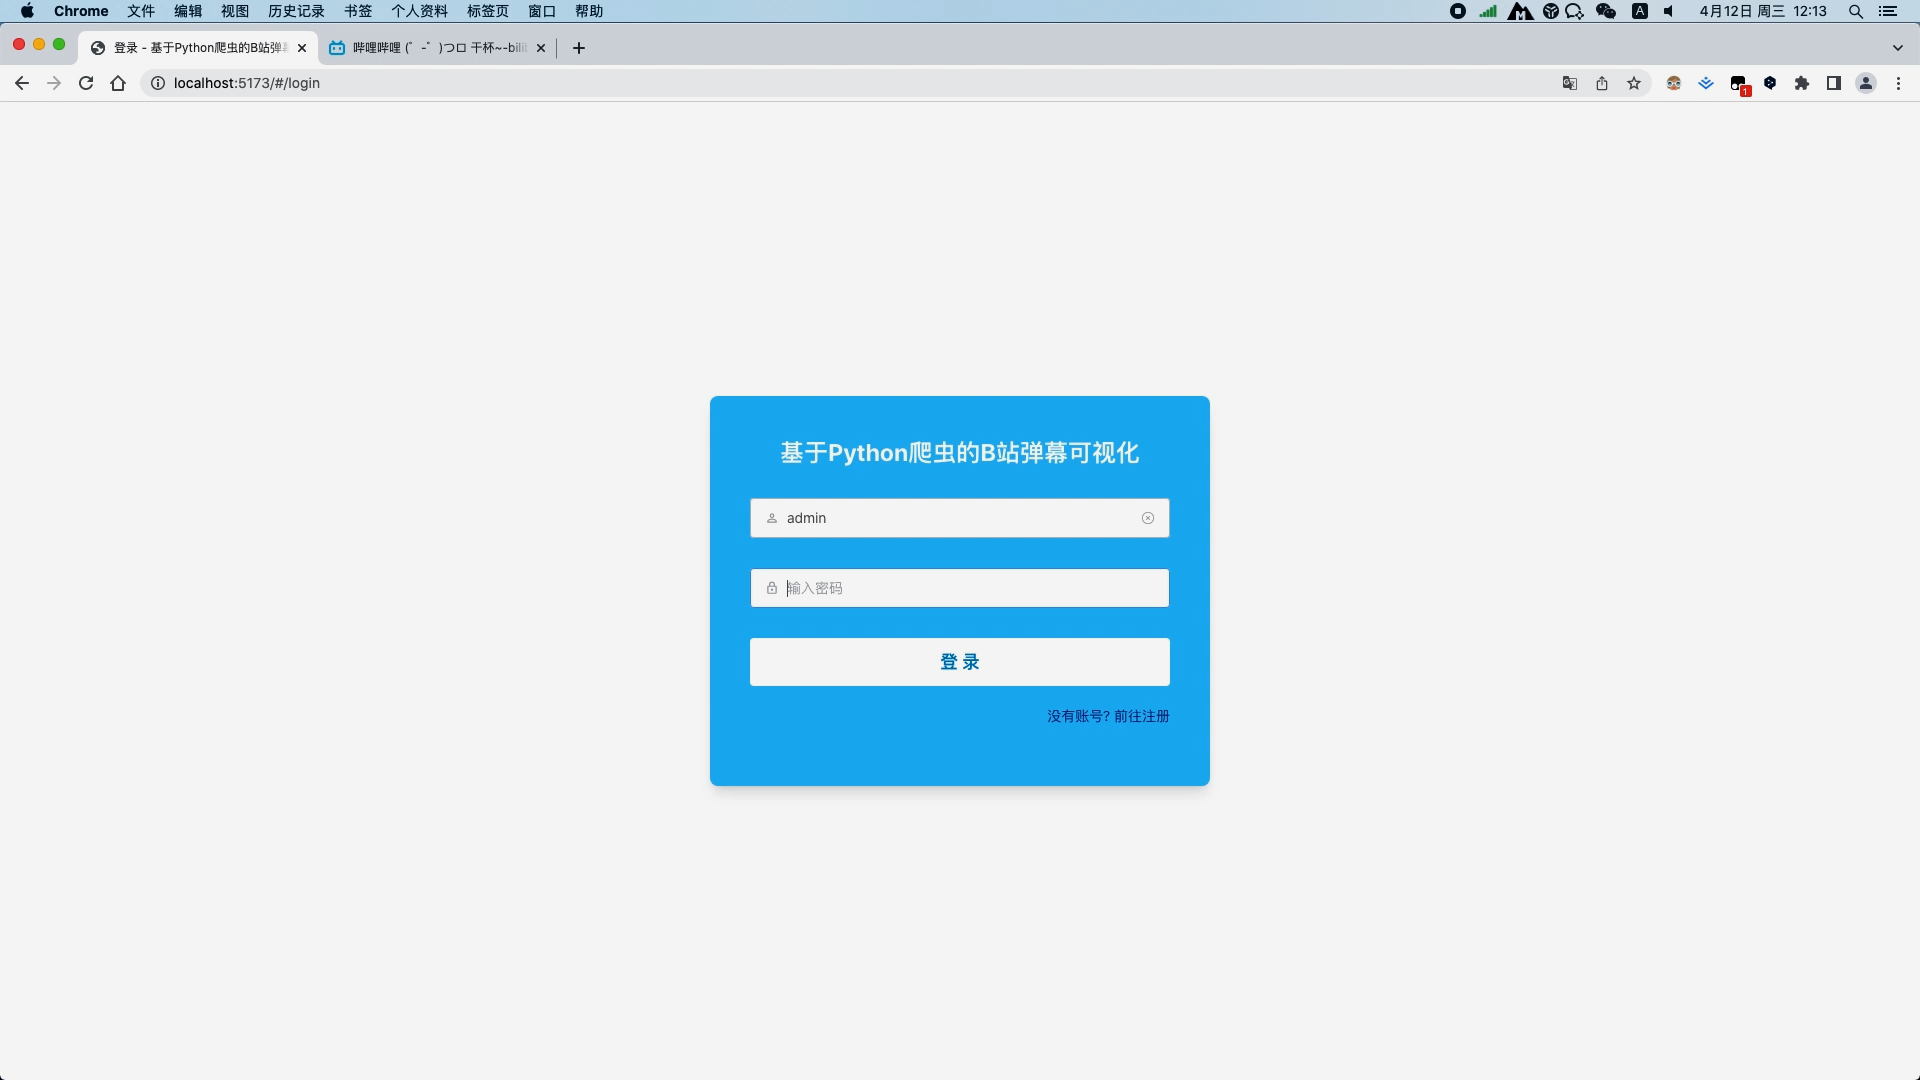 Chrome 文件 编辑 视图 历史记录 书签 个人资料 标签页 窗口 帮助 A 4月12日 周三 12:13
登录 - 基于Python爬虫的B站弹幕 哔哩哔哩 (゜-゜)つロ 干杯~-bili
localhost:5173/#/login 1
基于Python爬虫的B站弹幕可视化
admin
输入密码
登 录
没有账号? 前往注册